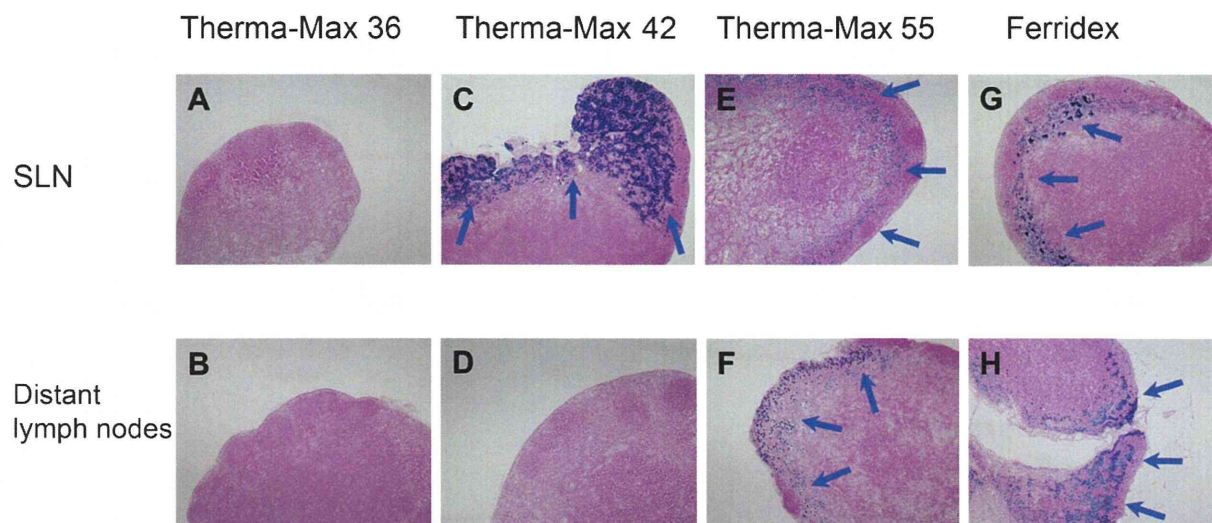 Therma-Max 36 Therma-Max 42 Therma-Max 55 Ferridex
SLN
A C E G
Distant
lymph nodes
B D F H